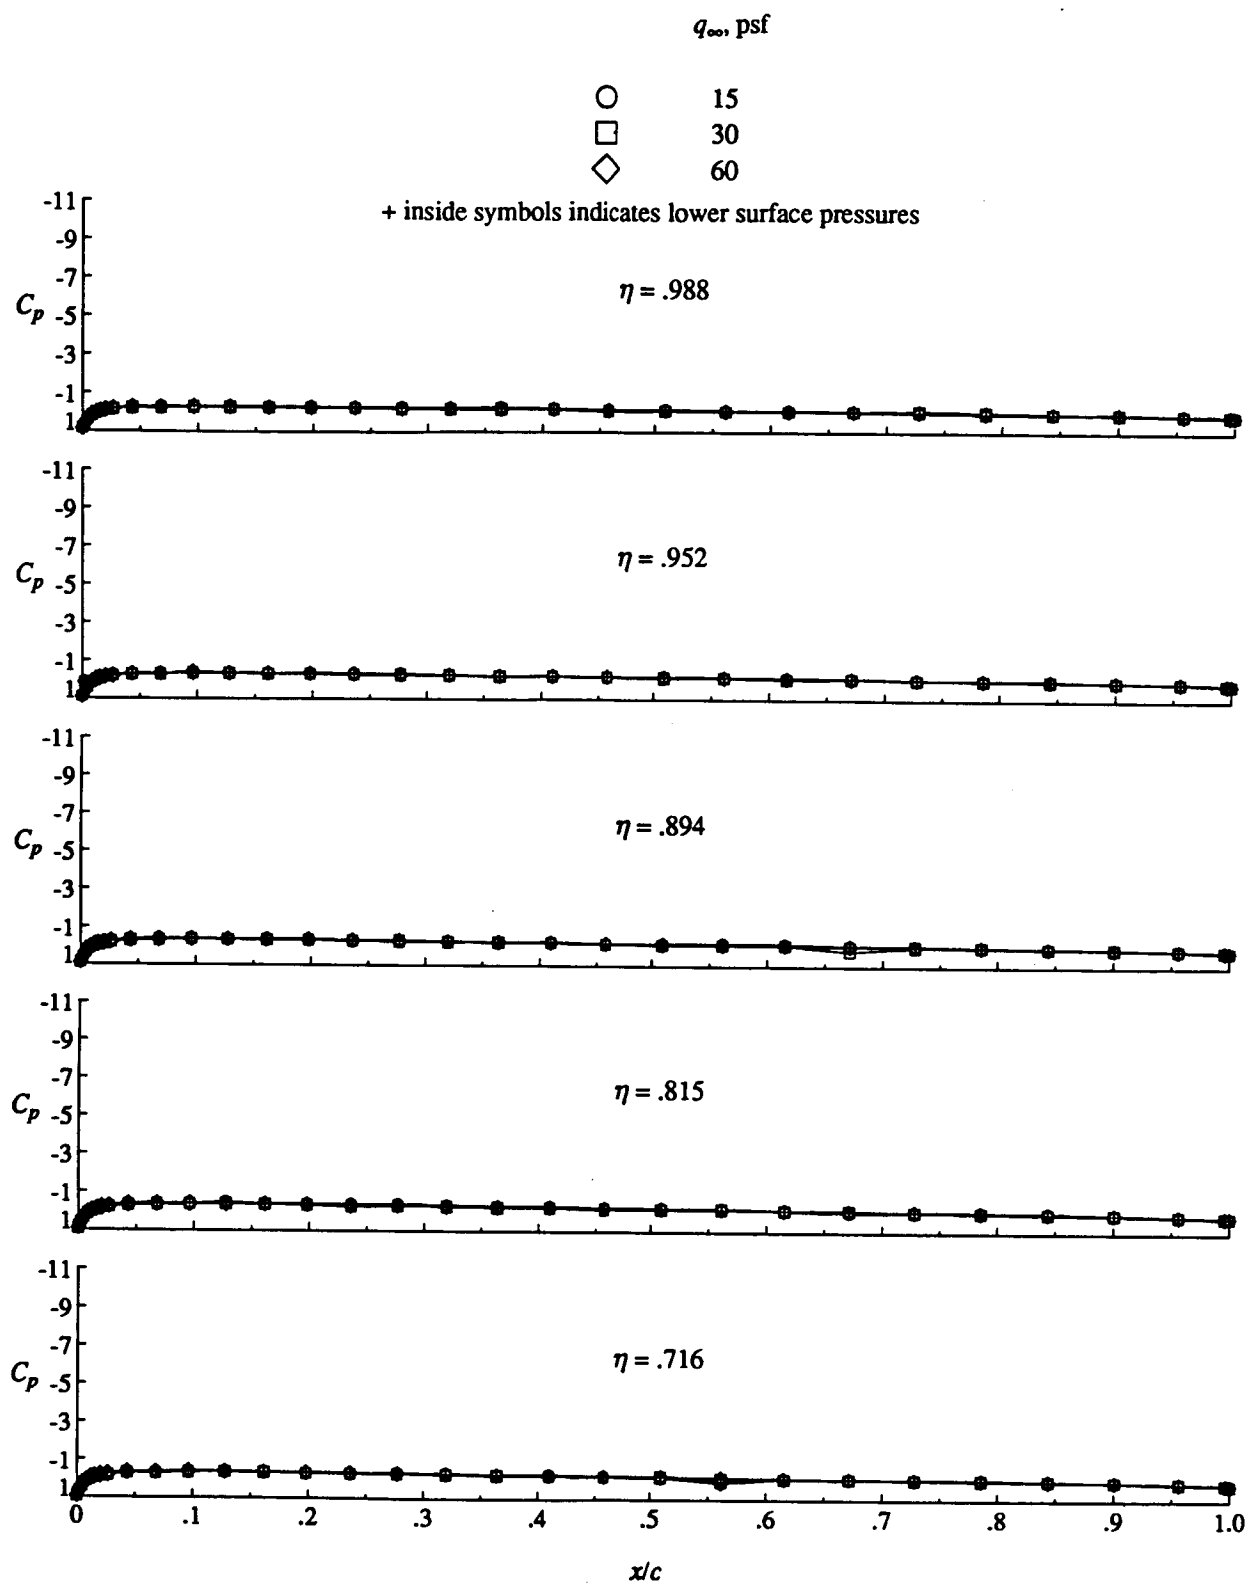 q∞, psf
15
30
60
+ inside symbols indicates lower surface pressures
-11
-9
-7
η = .988
Cp -5
-3
-1
1
-11
-9
-7
η = .952
Cp -5
-3
-1
1
-11
-9
-7
η = .894
Cp -5
-3
-1
1
-11
-9
-7
η = .815
Cp -5
-3
-1
1
-11
-9
-7
η = .716
Cp -5
-3
-1
1
0 .1 .2 .3 .4 .5 .6 .7 .8 .9 1.0
x/c